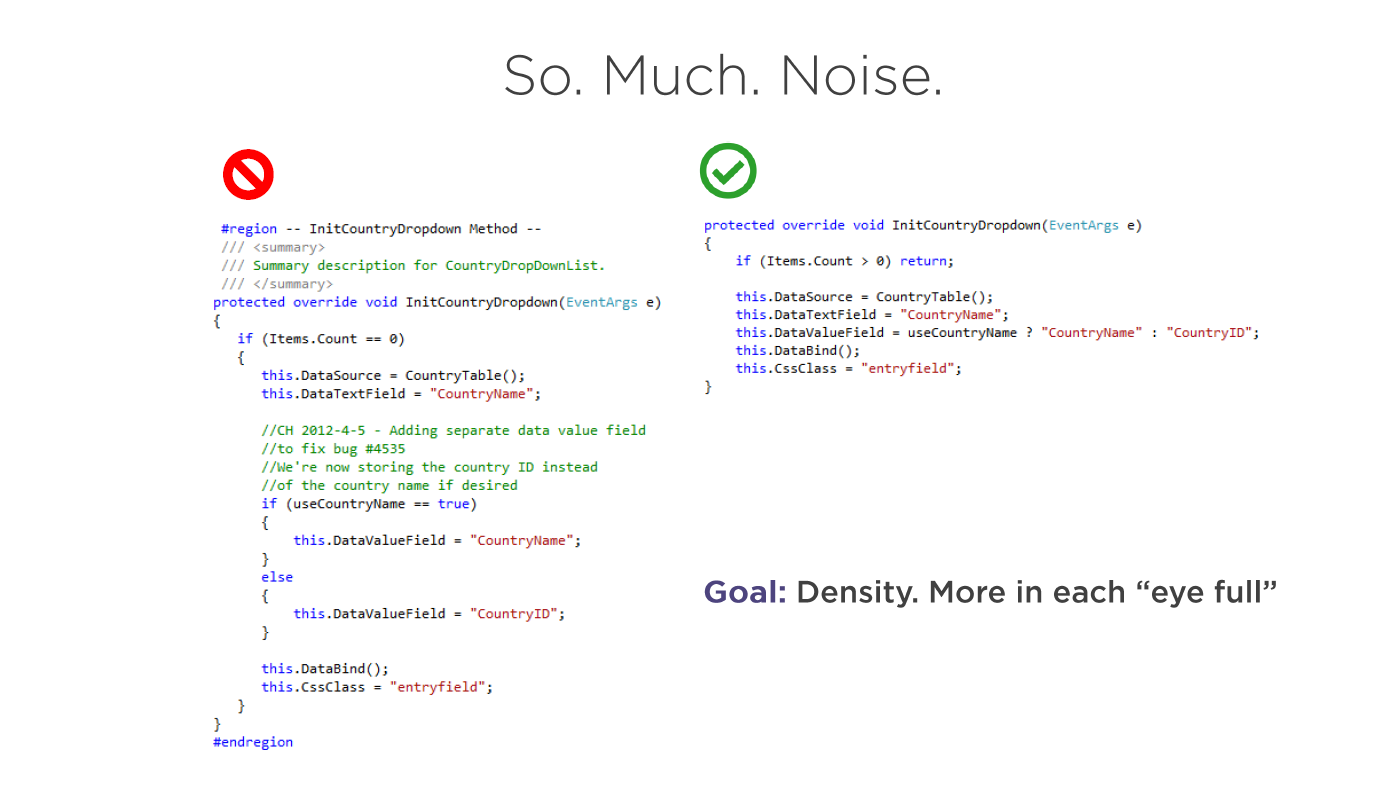 So. Much. Noise.
#region -- InitCountryDropdown Method --
/// <summary>
/// Summary description for CountryDropDownList.
/// </summary>
protected override void InitCountryDropdown(EventArgs e)
{
if (Items.Count == 0)
{
this.DataSource = CountryTable();
this.DataTextField = "CountryName";
//CH 2012-4-5 - Adding separate data value field
//to fix bug #4535
//We're now storing the country ID instead
//of the country name if desired
if (useCountryName == true)
{
this.DataValueField = "CountryName";
}
else
{
this.DataValueField = "CountryID";
}
this.DataBind();
this.CssClass = "entryfield";
}
}
#endregion
protected override void InitCountryDropdown(EventArgs e)
{
if (Items.Count > 0) return;
this.DataSource = CountryTable();
this.DataTextField = "CountryName";
this.DataValueField = useCountryName ? "CountryName" : "CountryID";
this.DataBind();
this.CssClass = "entryfield";
}
Goal: Density. More in each “eye full”